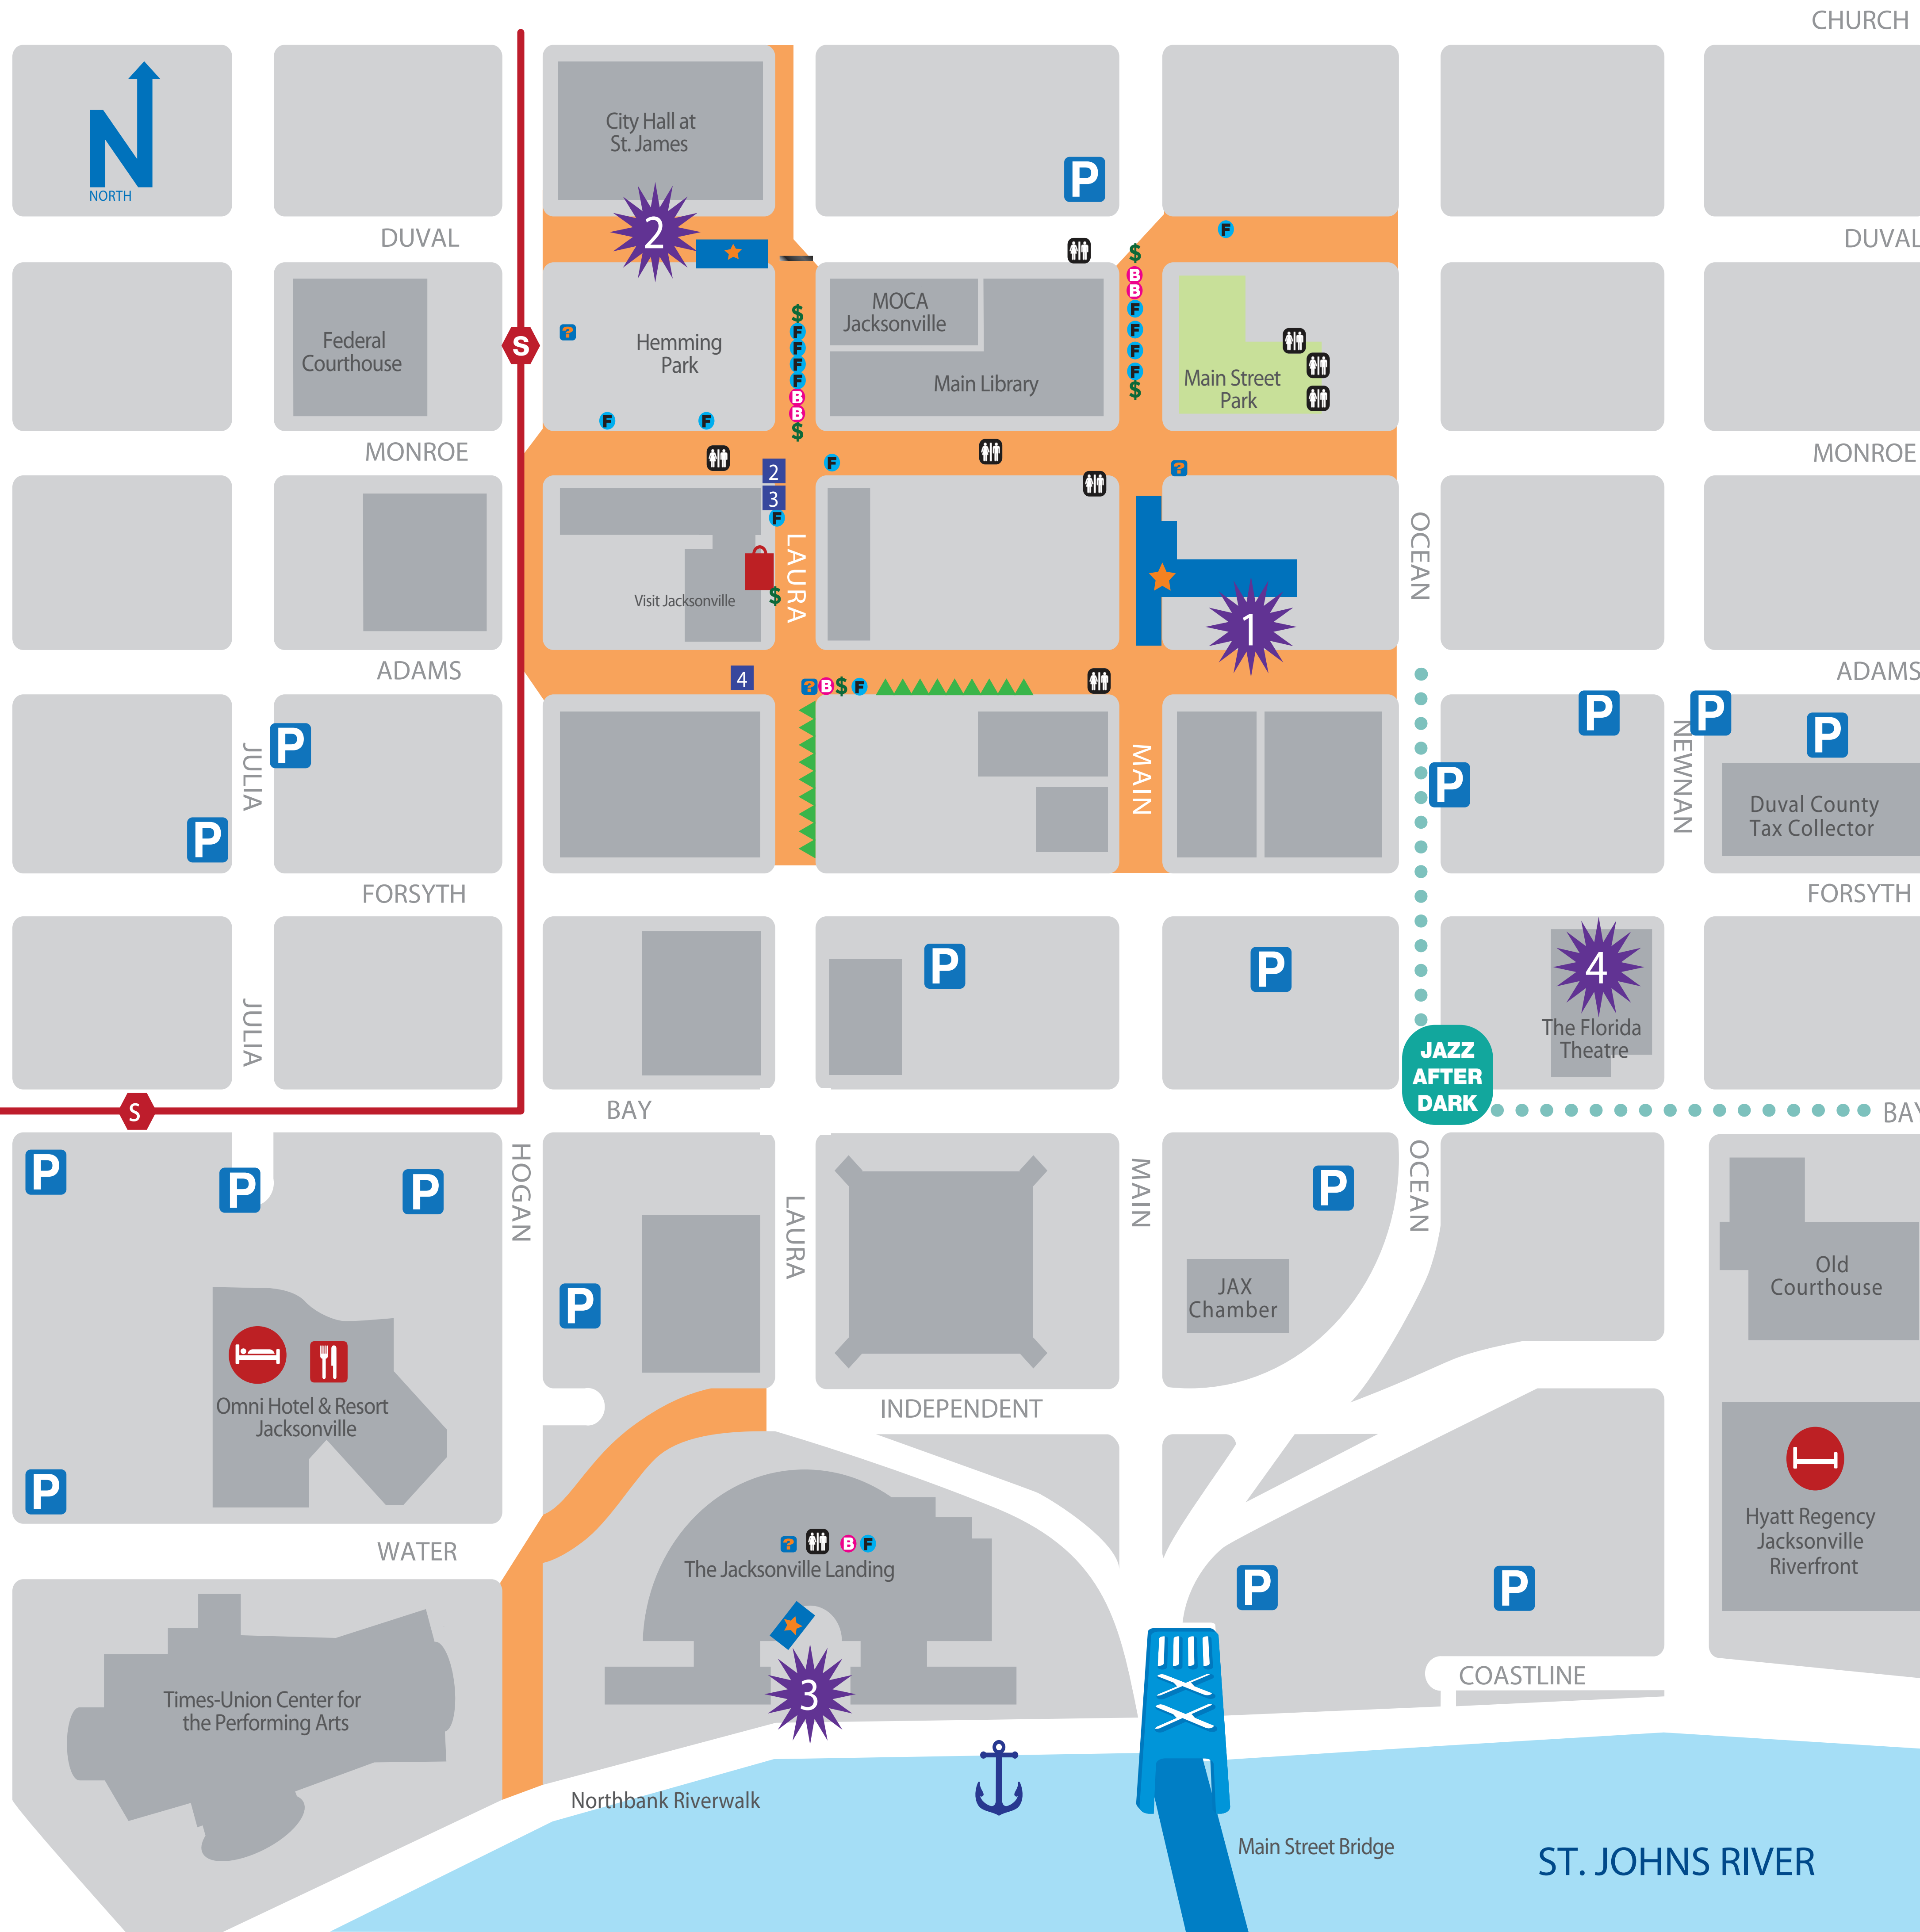 CHURCH
N
NORTH
City Hall at
St. James
P
2
DUVAL
DUVAL
F
$
B
B
F
F
F
F
$
MOCA
Jacksonville
Federal
Courthouse
S
?
Hemming
Park
$
F
F
F
F
B
B
$
Main Library
Main Street
Park
F
F
MONROE
MONROE
2
3
F
F
?
LAURA
OCEAN
Visit Jacksonville
$
1
ADAMS
ADAMS
4
?
B
$
F
JULIA
P
P
MAIN
P
P
P
P
NEWNAN
Duval County
Tax Collector
FORSYTH
FORSYTH
P
P
4
The Florida
Theatre
JULIA
JAZZ
AFTER
DARK
S
BAY
BAY
P
P
P
HOGAN
LAURA
MAIN
P
OCEAN
P
JAX
Chamber
Old
Courthouse
Omni Hotel & Resort
Jacksonville
INDEPENDENT
P
WATER
?
B
F
The Jacksonville Landing
Hyatt Regency
Jacksonville
Riverfront
P
P
3
COASTLINE
Times-Union Center for
the Performing Arts
Northbank Riverwalk
Main Street Bridge
ST. JOHNS RIVER